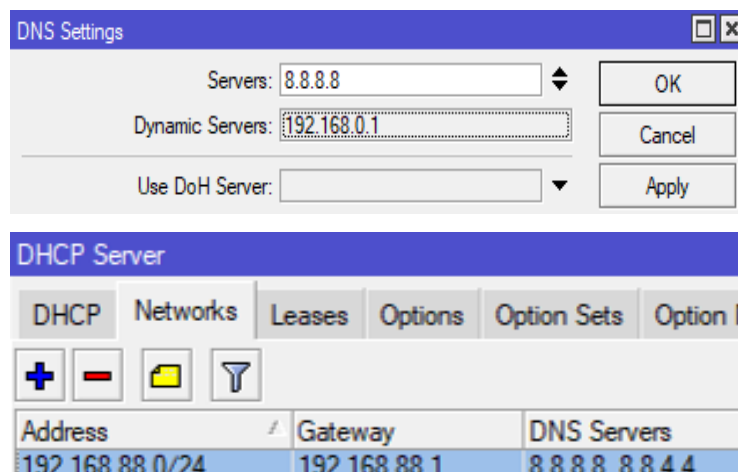 DNS Settings
Servers: 8.8.8.8
OK
Dynamic Servers: 192.168.0.1
Cancel
Use DoH Server:
Apply
DHCP Server
DHCP Networks Leases Options Option Sets Option
Address Gateway DNS Servers
192.168.88.0/24 192.168.88.1 8.8.8.8, 8.8.4.4